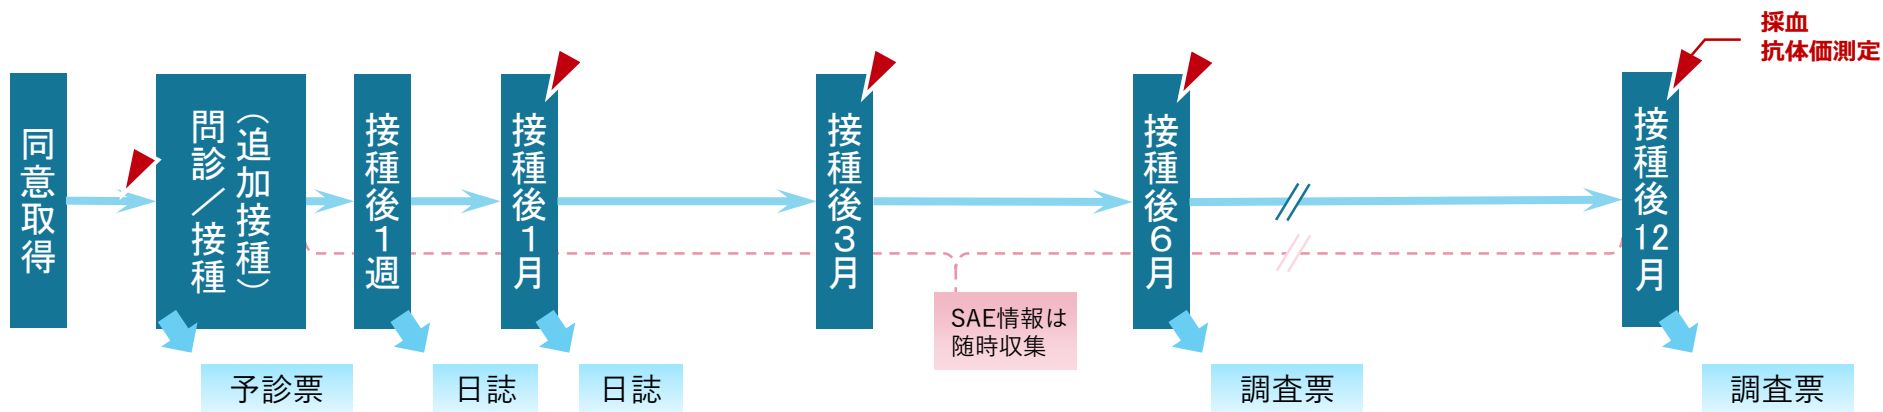 採血
抗体価測定
同意取得
(追加接種)
問診/接種
接種後1週
接種後1月
接種後3月
接種後6月
接種後12月
SAE情報は
随時収集
予診票
日誌
日誌
調査票
調査票